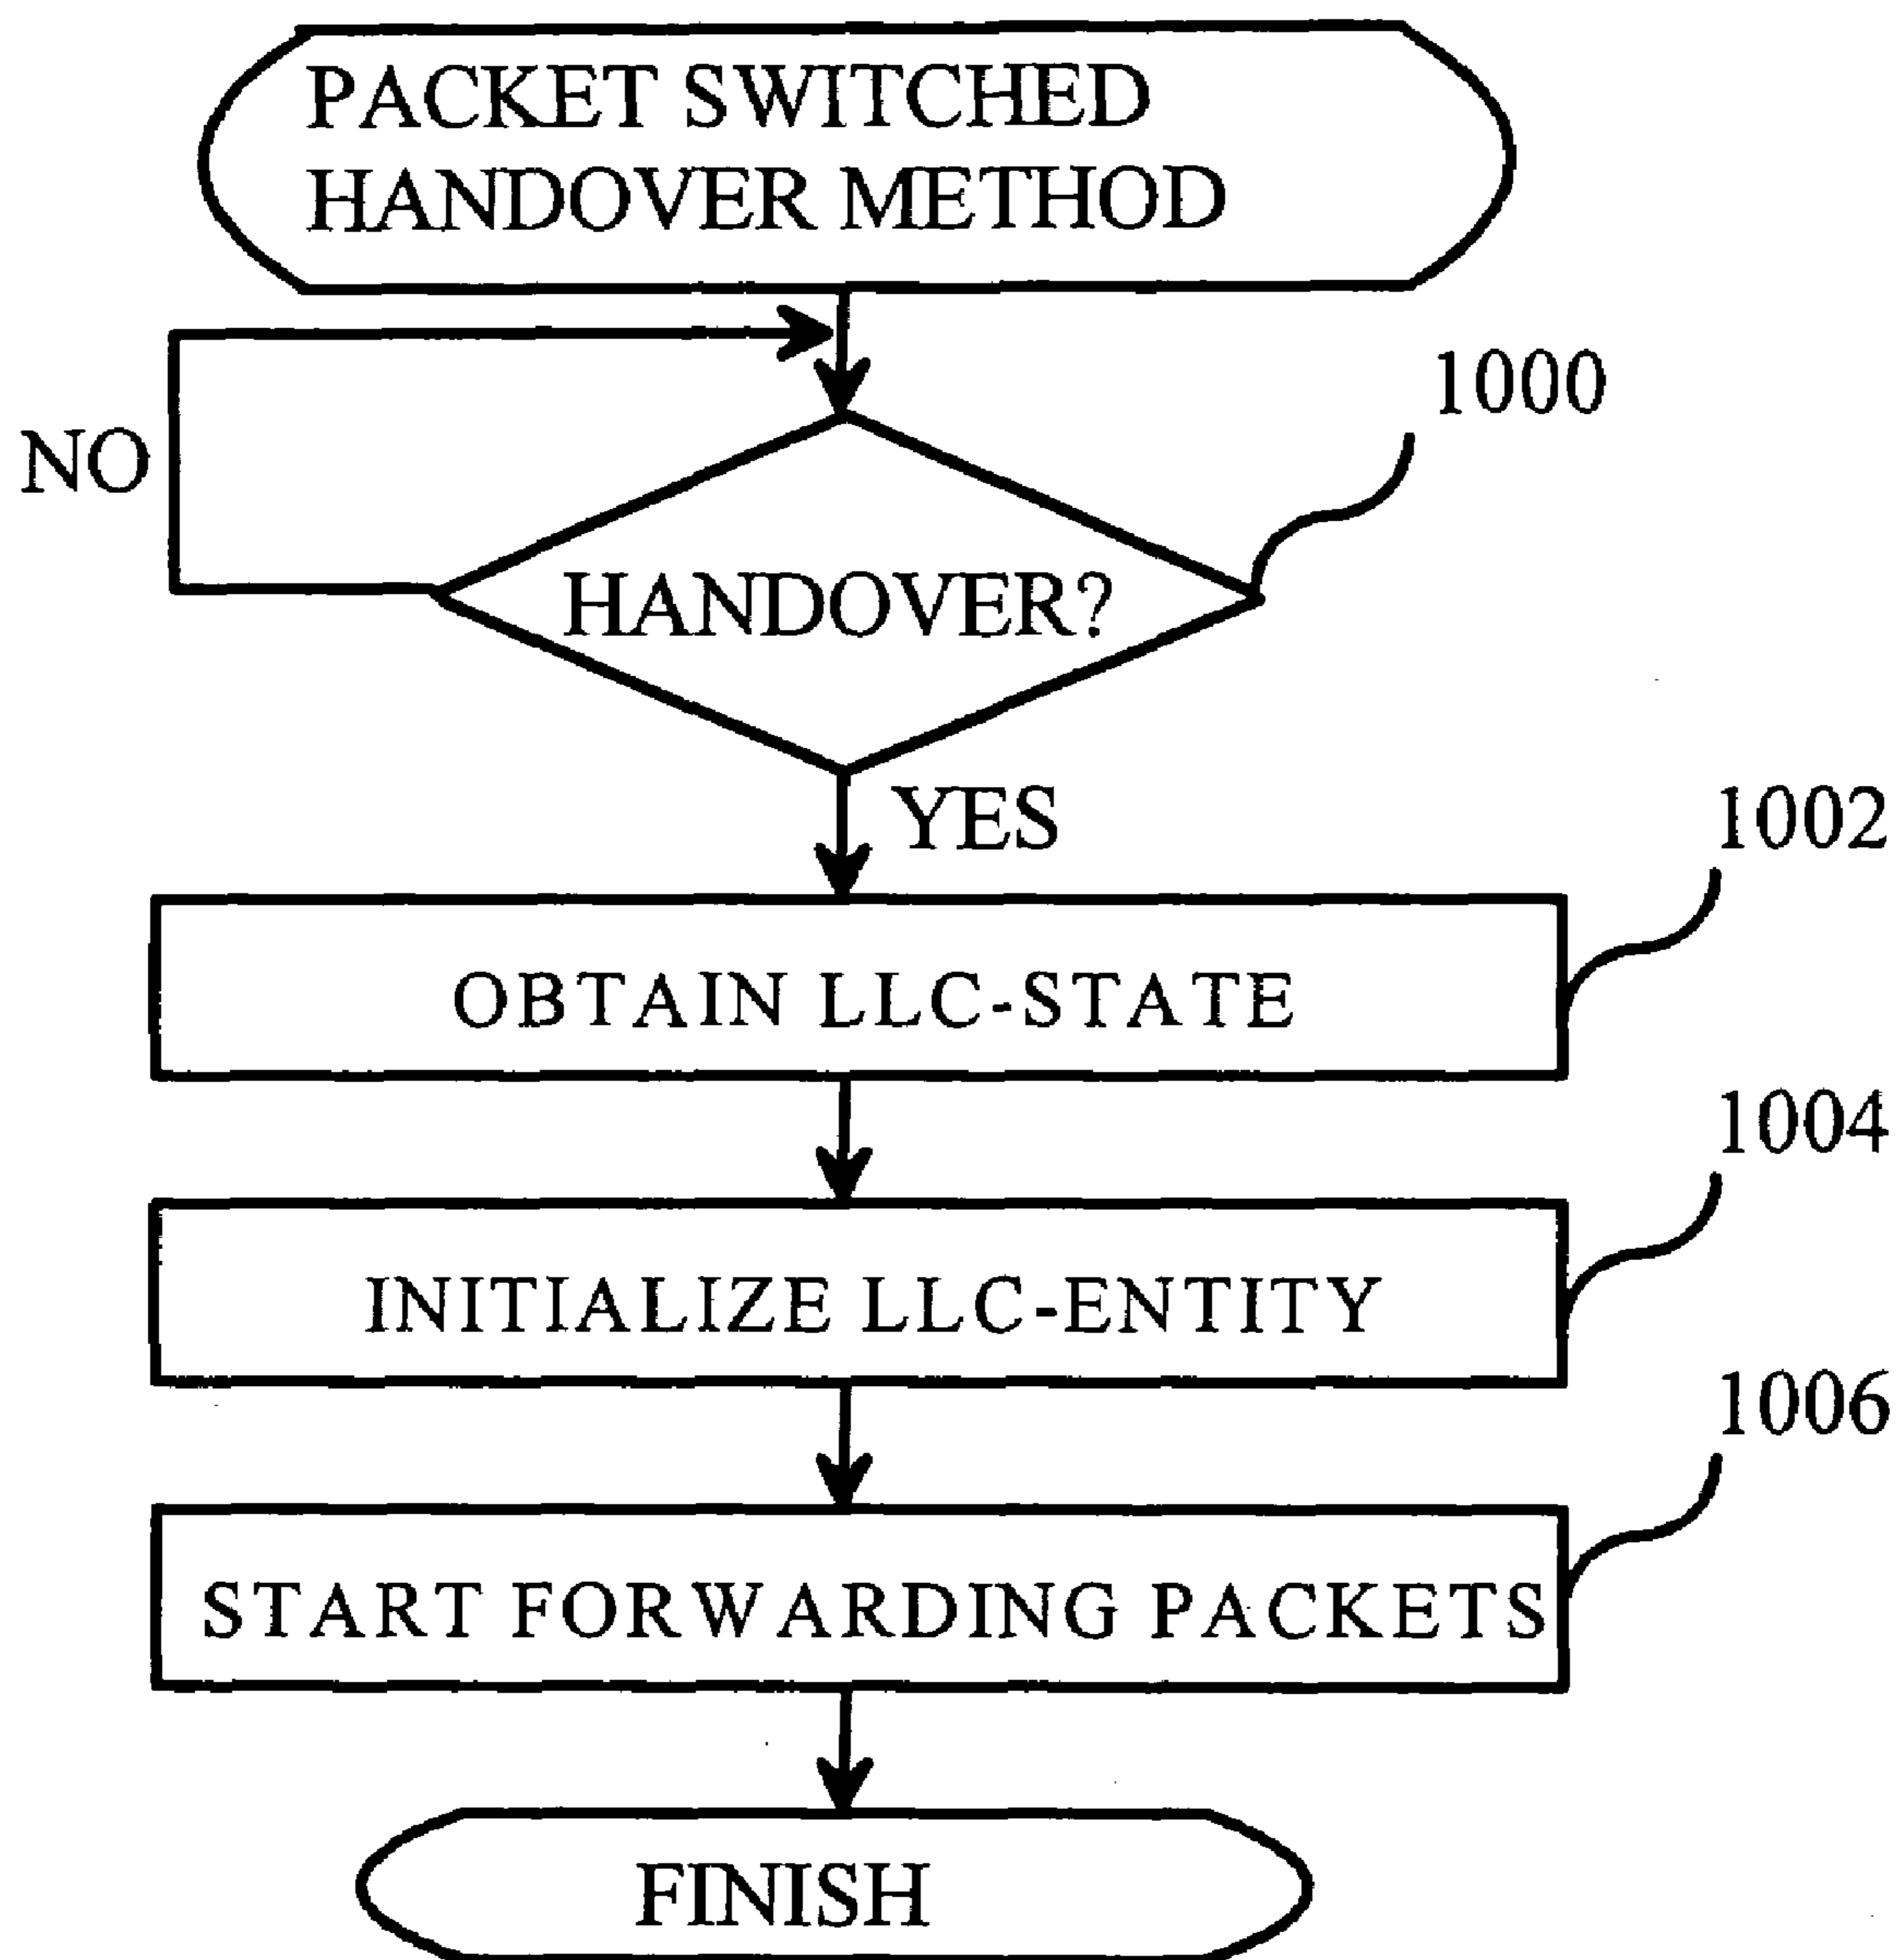 PACKET SWITCHED
HANDOVER METHOD
1000
NO
HANDOVER?
YES
1002
OBTAIN LLC-STATE
1004
INITIALIZE LLC-ENTITY
1006
START FORWARDING PACKETS
FINISH